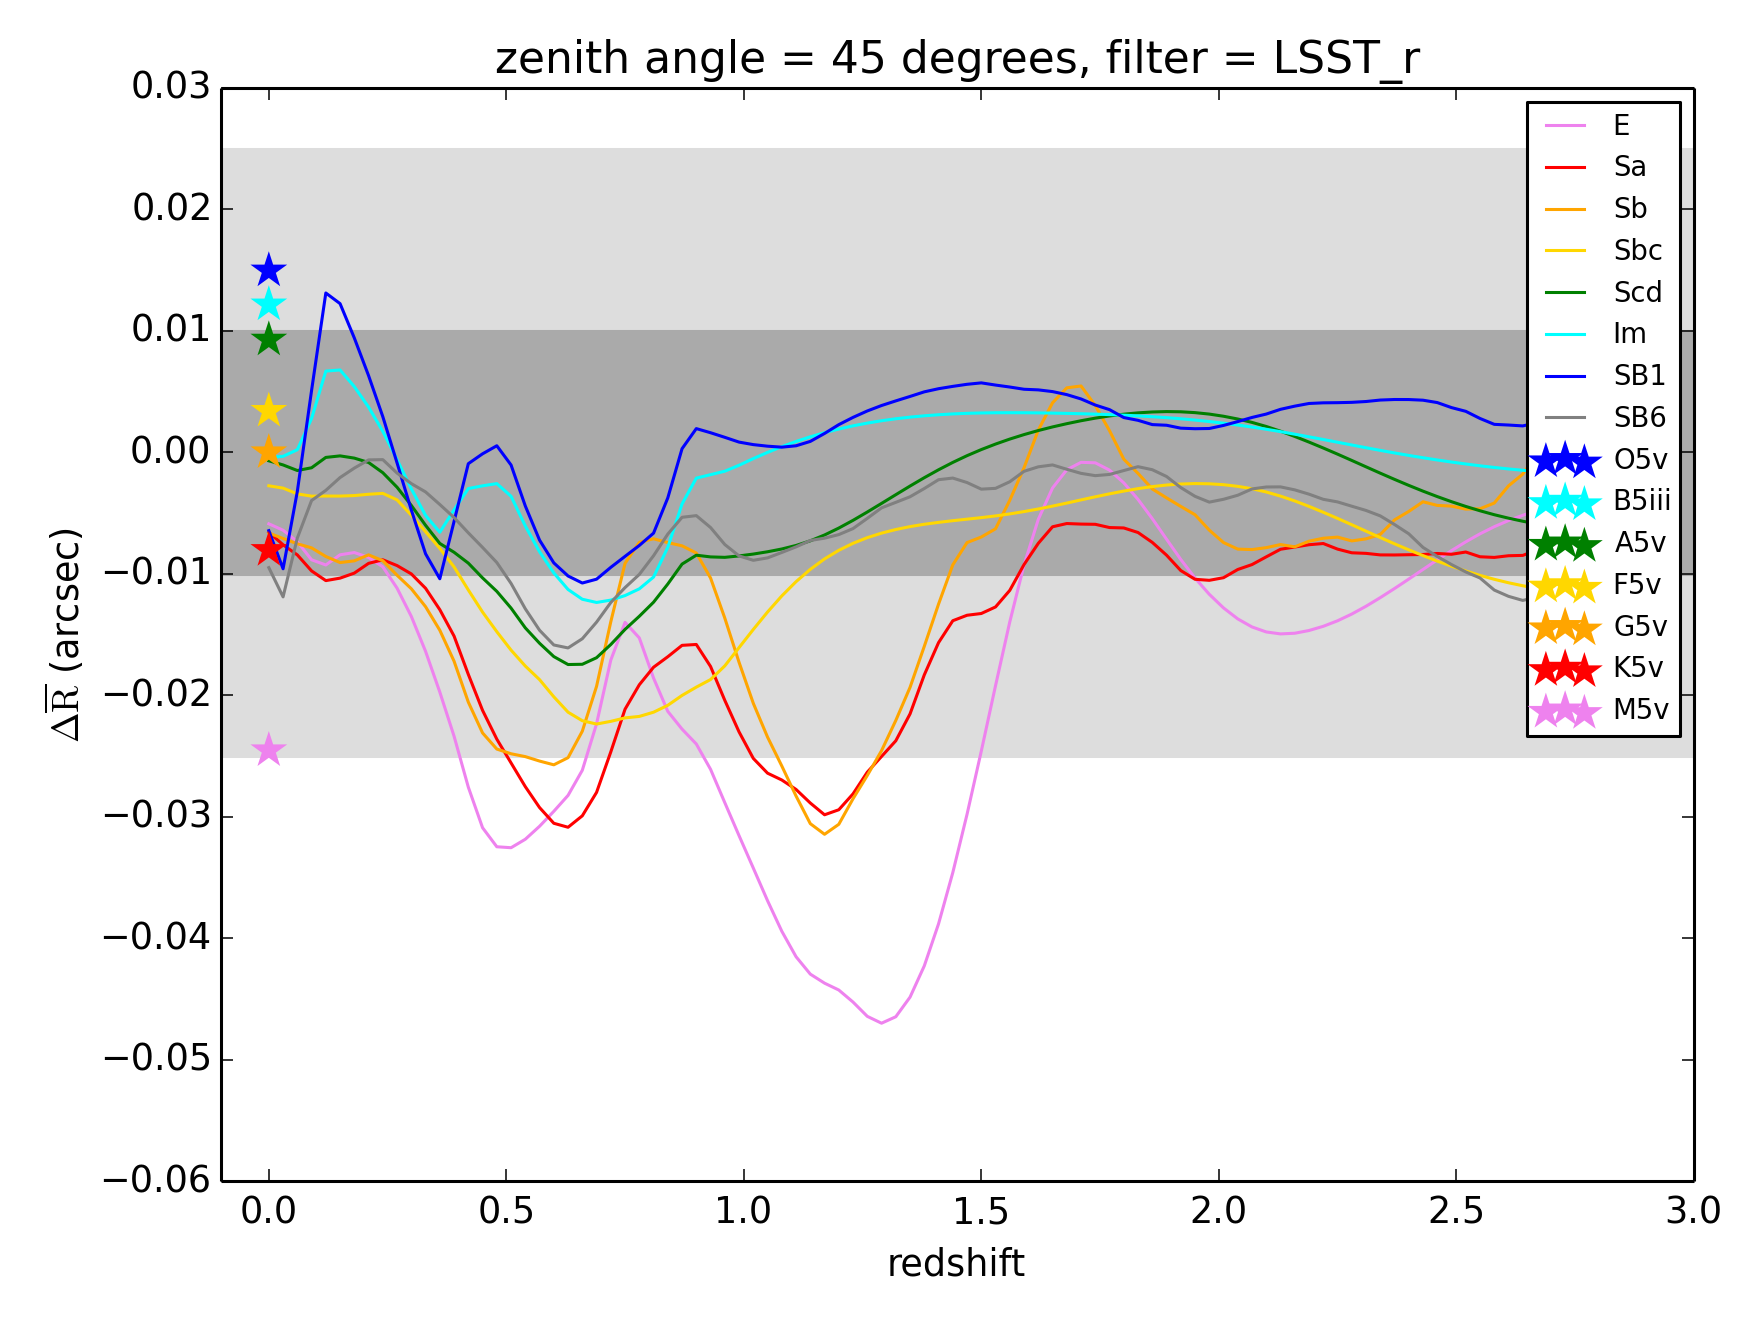 zenith angle = 45 degrees, filter = LSST_r
0.03
0.02
0.01
0.00
−0.01
−0.02
−0.03
−0.04
−0.05
−0.06
ΔR̅ (arcsec)
0.0 0.5 1.0 1.5 2.0 2.5 3.0
redshift
E
Sa
Sb
Sbc
Scd
Im
SB1
SB6
O5v
B5iii
A5v
F5v
G5v
K5v
M5v